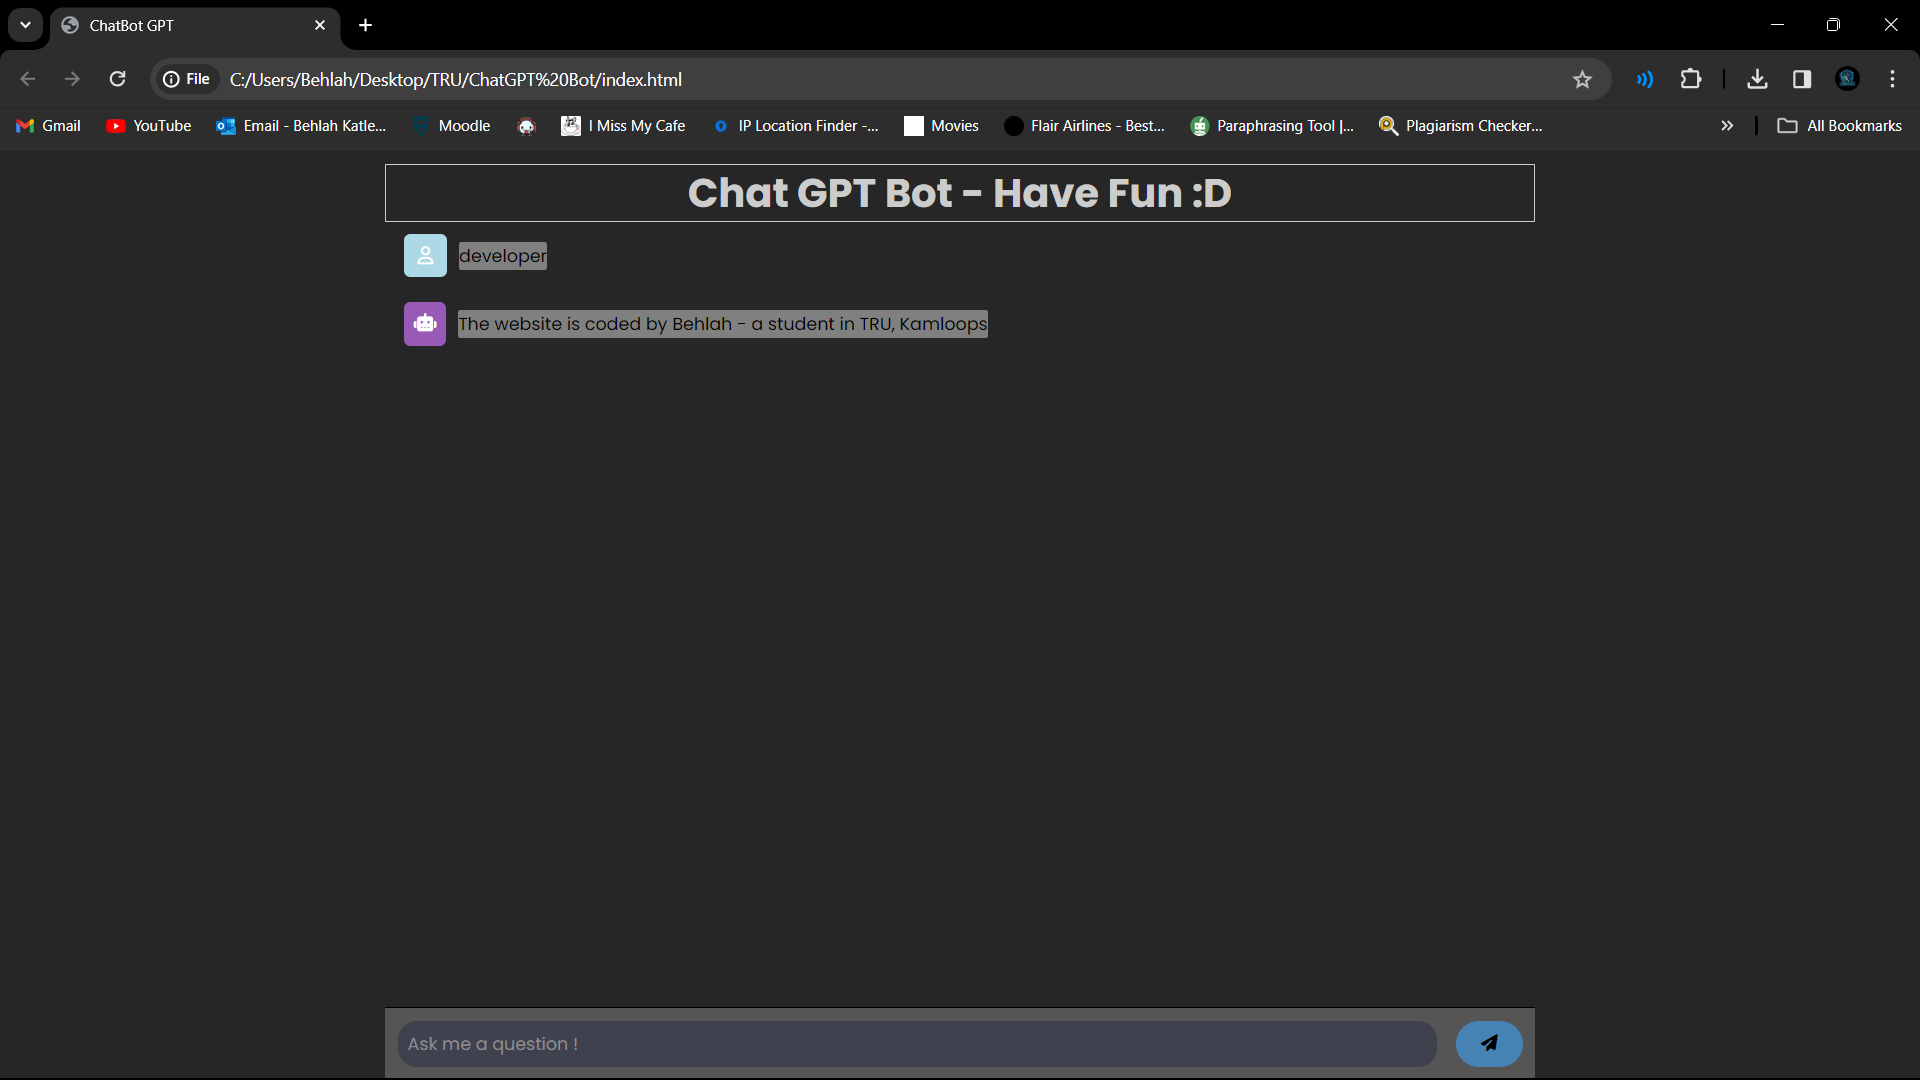 ChatBot GPT
File C:/Users/Behlah/Desktop/TRU/ChatGPT%20Bot/index.html
Gmail YouTube Email - Behlah Katle... Moodle I Miss My Cafe IP Location Finder -... Movies Flair Airlines - Best... Paraphrasing Tool |... Plagiarism Checker... All Bookmarks
Chat GPT Bot - Have Fun :D
developer
The website is coded by Behlah - a student in TRU, Kamloops
Ask me a question !